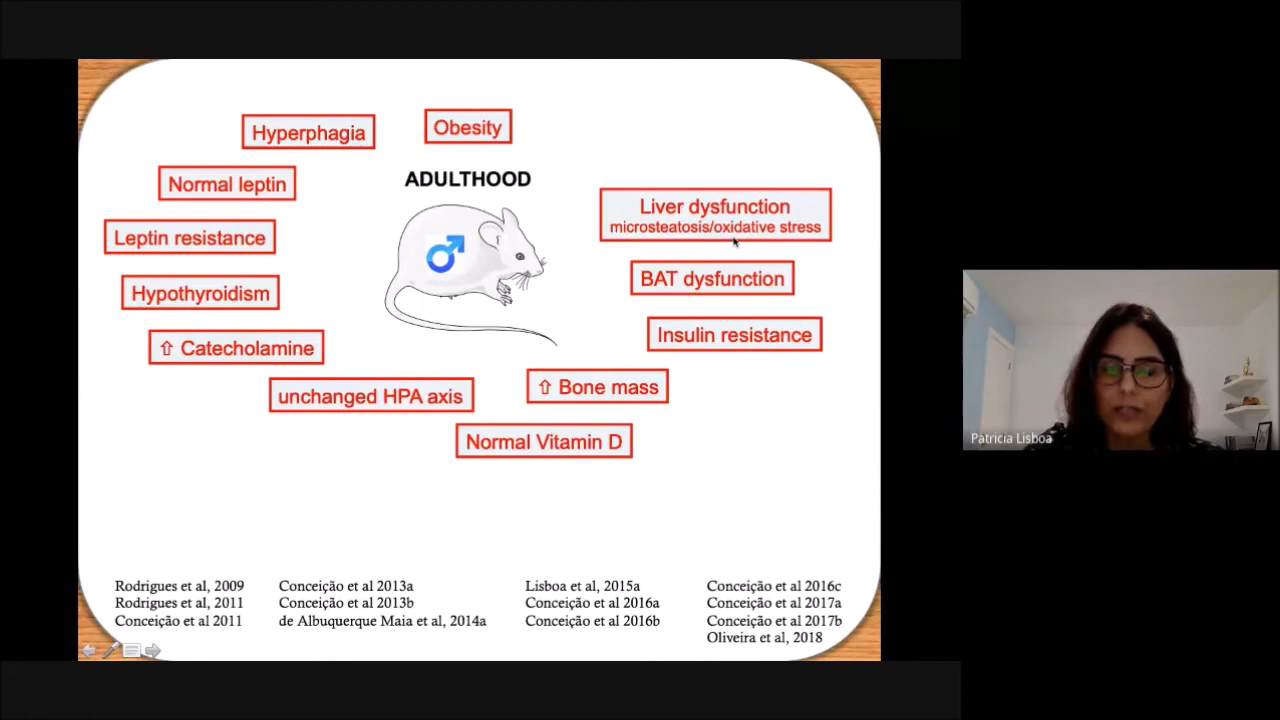 Hyperphagia
Obesity
Normal leptin
ADULTHOOD
Liver dysfunction
microsteatosis/oxidative stress
Leptin resistance
BAT dysfunction
Hypothyroidism
Insulin resistance
⇧ Catecholamine
⇧ Bone mass
unchanged HPA axis
Normal Vitamin D
Patricia Lisboa
Rodrigues et al, 2009
Rodrigues et al, 2011
Conceição et al 2011
Conceição et al 2013a
Conceição et al 2013b
de Albuquerque Maia et al, 2014a
Lisboa et al, 2015a
Conceição et al 2016a
Conceição et al 2016b
Conceição et al 2016c
Conceição et al 2017a
Conceição et al 2017b
Oliveira et al, 2018